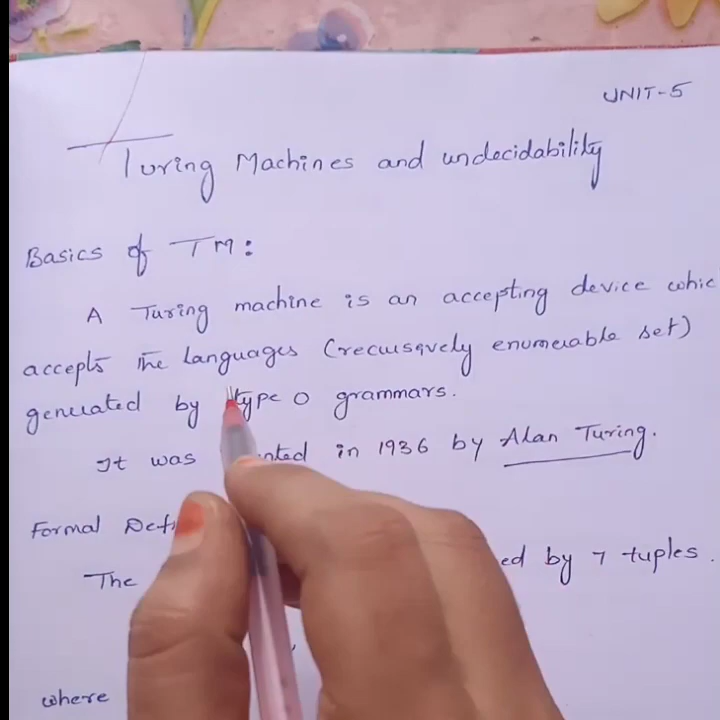 UNIT-5
Turing Machines and undecidability
Basics of TM:
A Turing machine is an accepting device whic
accepts the languages (recursively enumerable set)
generated by type 0 grammars.
It was nted in 1936 by Alan Turing.
Formal Defi
The ed by 7 tuples.
where